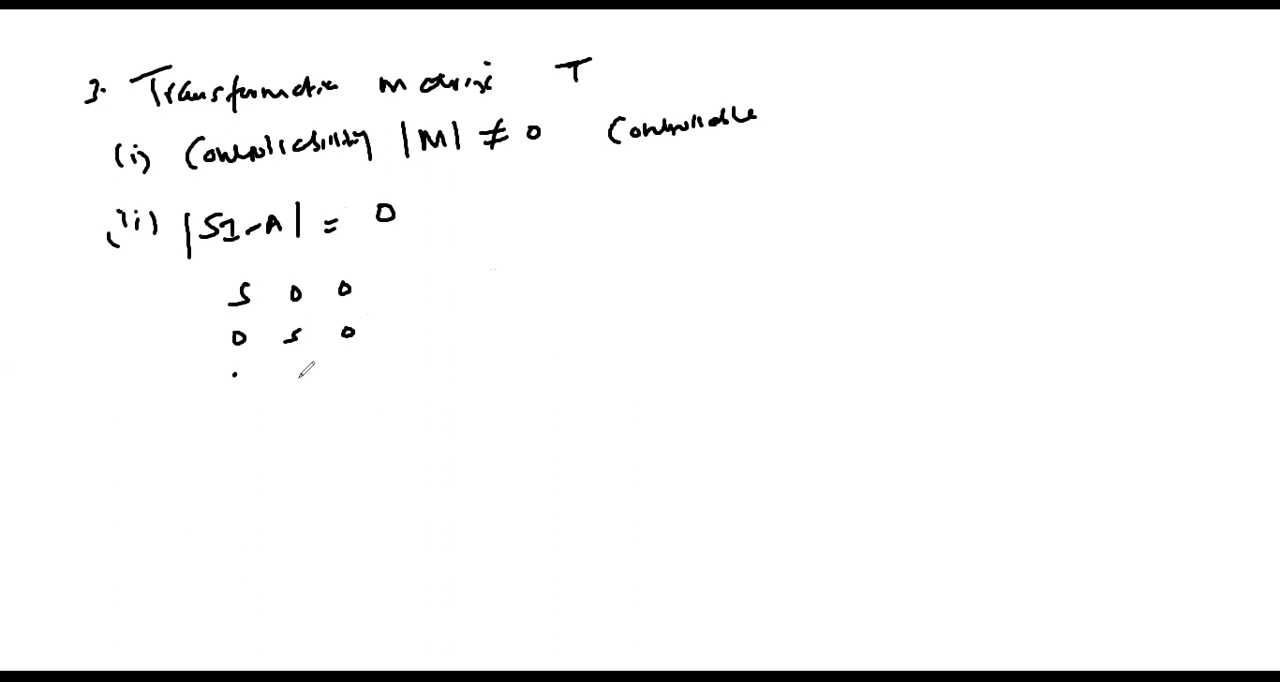 3. Transformation matrix T
(i) Controllability |M| ≠ 0 Controllable
(ii) |SI-A| = 0
S 0 0
0 S 0